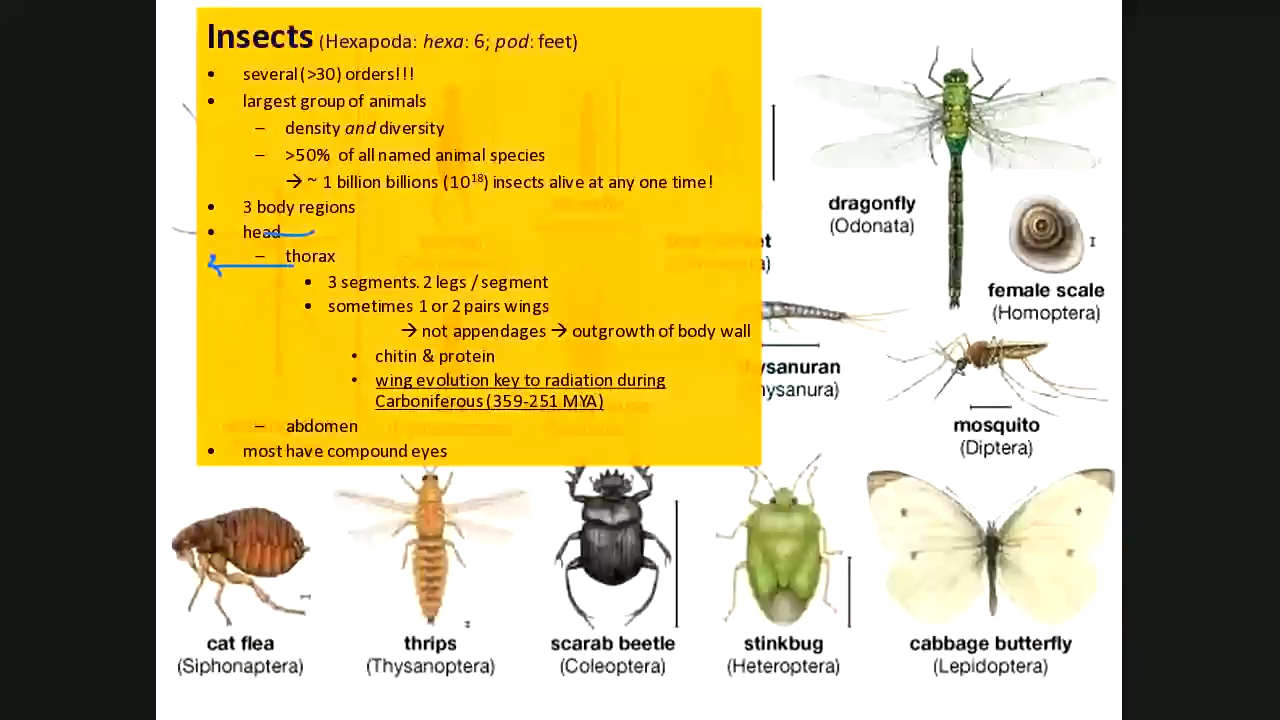 Insects (Hexapoda: hexa: 6; pod: feet)
• several (>30) orders!!!
• largest group of animals
– density and diversity
– >50% of all named animal species
→ ~ 1 billion billions (10¹⁸) insects alive at any one time!
• 3 body regions
• head
– thorax
• 3 segments. 2 legs / segment
• sometimes 1 or 2 pairs wings
→ not appendages → outgrowth of body wall
• chitin & protein
• wing evolution key to radiation during
Carboniferous (359-251 MYA)
– abdomen
• most have compound eyes
dragonfly
(Odonata)
female scale
(Homoptera)
mosquito
(Diptera)
cat flea
(Siphonaptera)
thrips
(Thysanoptera)
scarab beetle
(Coleoptera)
stinkbug
(Heteroptera)
cabbage butterfly
(Lepidoptera)